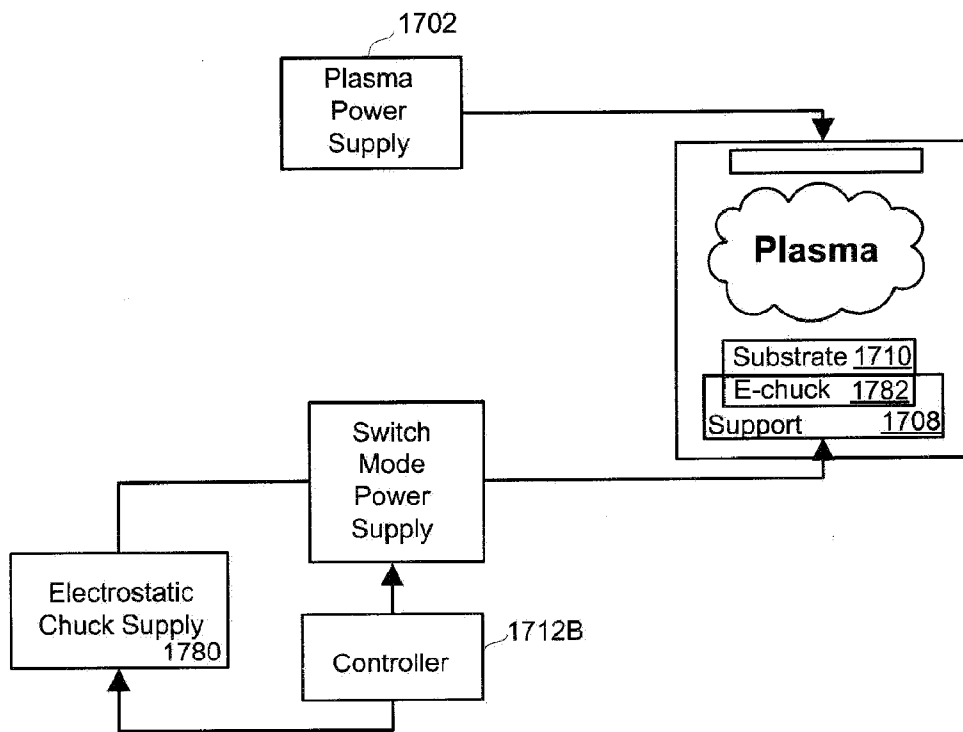 1702
Plasma
Power
Supply
Plasma
Substrate 1710
E-chuck 1782
Support 1708
Switch
Mode
Power
Supply
Electrostatic
Chuck Supply
1780
1712B
Controller